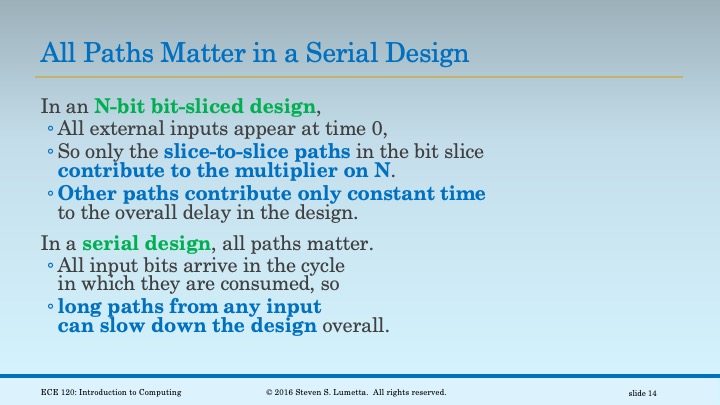 All Paths Matter in a Serial Design
In an N-bit bit-sliced design,
◦All external inputs appear at time 0,
◦So only the slice-to-slice paths in the bit slice
contribute to the multiplier on N.
◦Other paths contribute only constant time
to the overall delay in the design.
In a serial design, all paths matter.
◦All input bits arrive in the cycle
in which they are consumed, so
◦long paths from any input
can slow down the design overall.
ECE 120: Introduction to Computing © 2016 Steven S. Lumetta. All rights reserved. slide 14